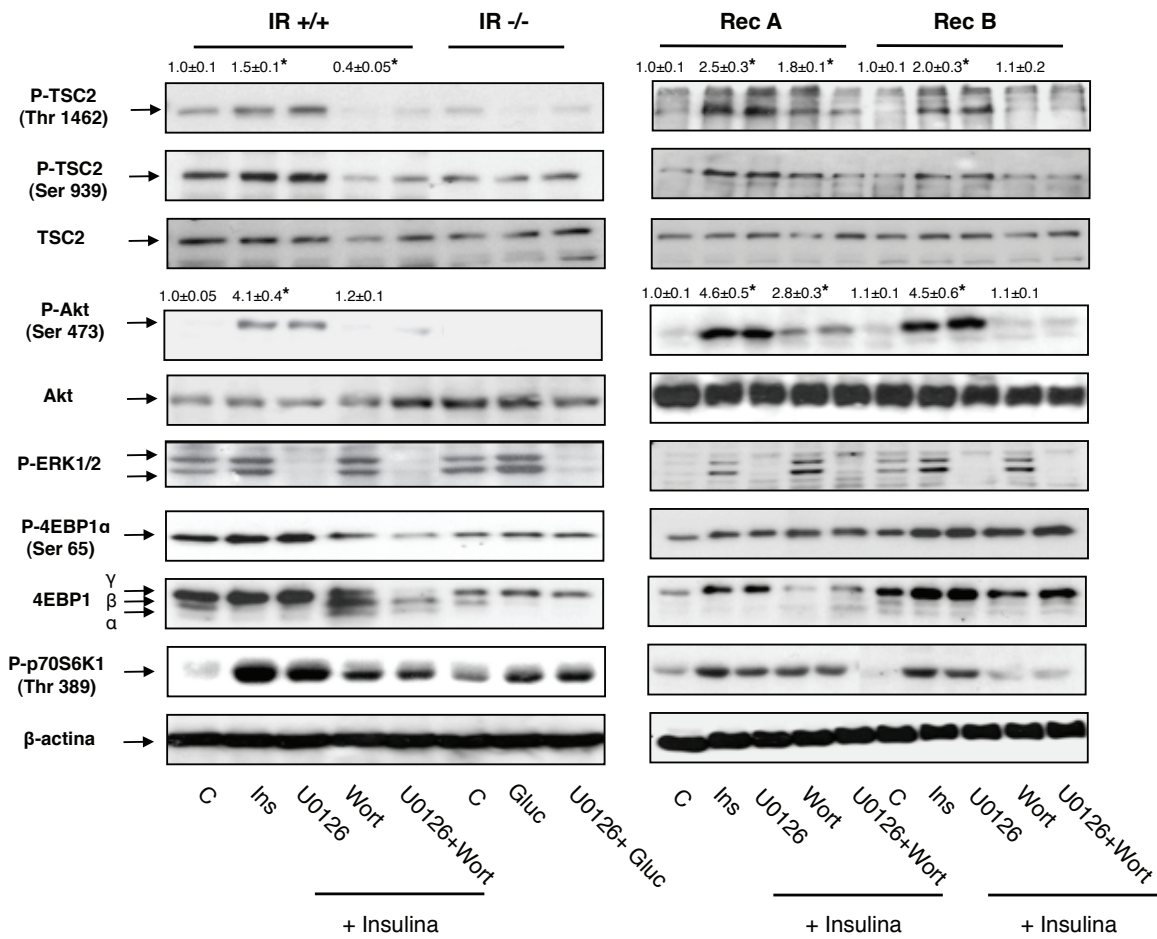 IR +/+
IR -/-
Rec A
Rec B
1.0±0.1 1.5±0.1* 0.4±0.05*
1.0±0.1 2.5±0.3* 1.8±0.1* 1.0±0.1 2.0±0.3* 1.1±0.2
P-TSC2
(Thr 1462)
P-TSC2
(Ser 939)
TSC2
1.0±0.05 4.1±0.4* 1.2±0.1
1.0±0.1 4.6±0.5* 2.8±0.3* 1.1±0.1 4.5±0.6* 1.1±0.1
P-Akt
(Ser 473)
Akt
P-ERK1/2
P-4EBP1α
(Ser 65)
4EBP1
γ
β
α
P-p70S6K1
(Thr 389)
β-actina
C
Ins
U0126
Wort
U0126+Wort
C
Gluc
U0126+ Gluc
C
Ins
U0126
Wort
U0126+Wort
C
Ins
U0126
Wort
U0126+Wort
+ Insulina
+ Insulina
+ Insulina